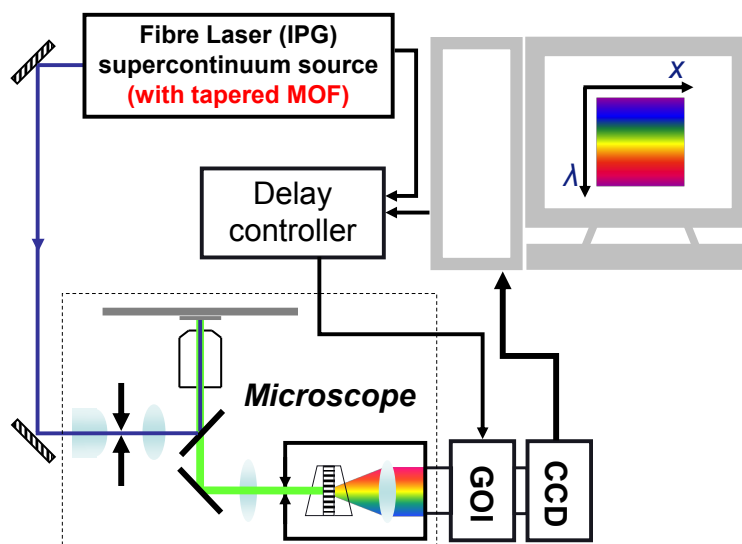 Fibre Laser (IPG)
supercontinuum source
(with tapered MOF)
x
λ
Delay
controller
Microscope
GOI
CCD